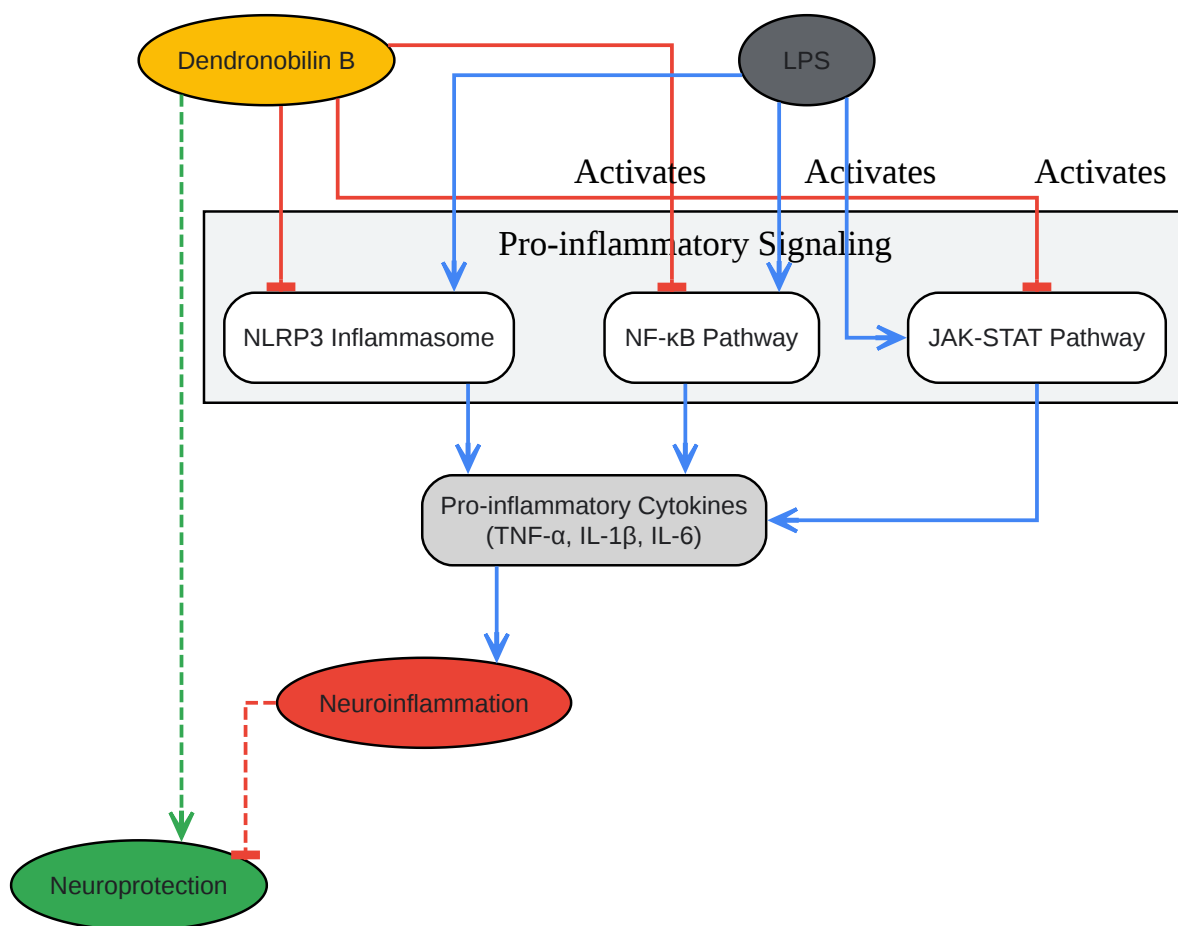 Dendronobilin B
LPS
Activates
Activates
Activates
Pro-inflammatory Signaling
NLRP3 Inflammasome
NF-κB Pathway
JAK-STAT Pathway
Pro-inflammatory Cytokines
(TNF-α, IL-1β, IL-6)
Neuroinflammation
Neuroprotection